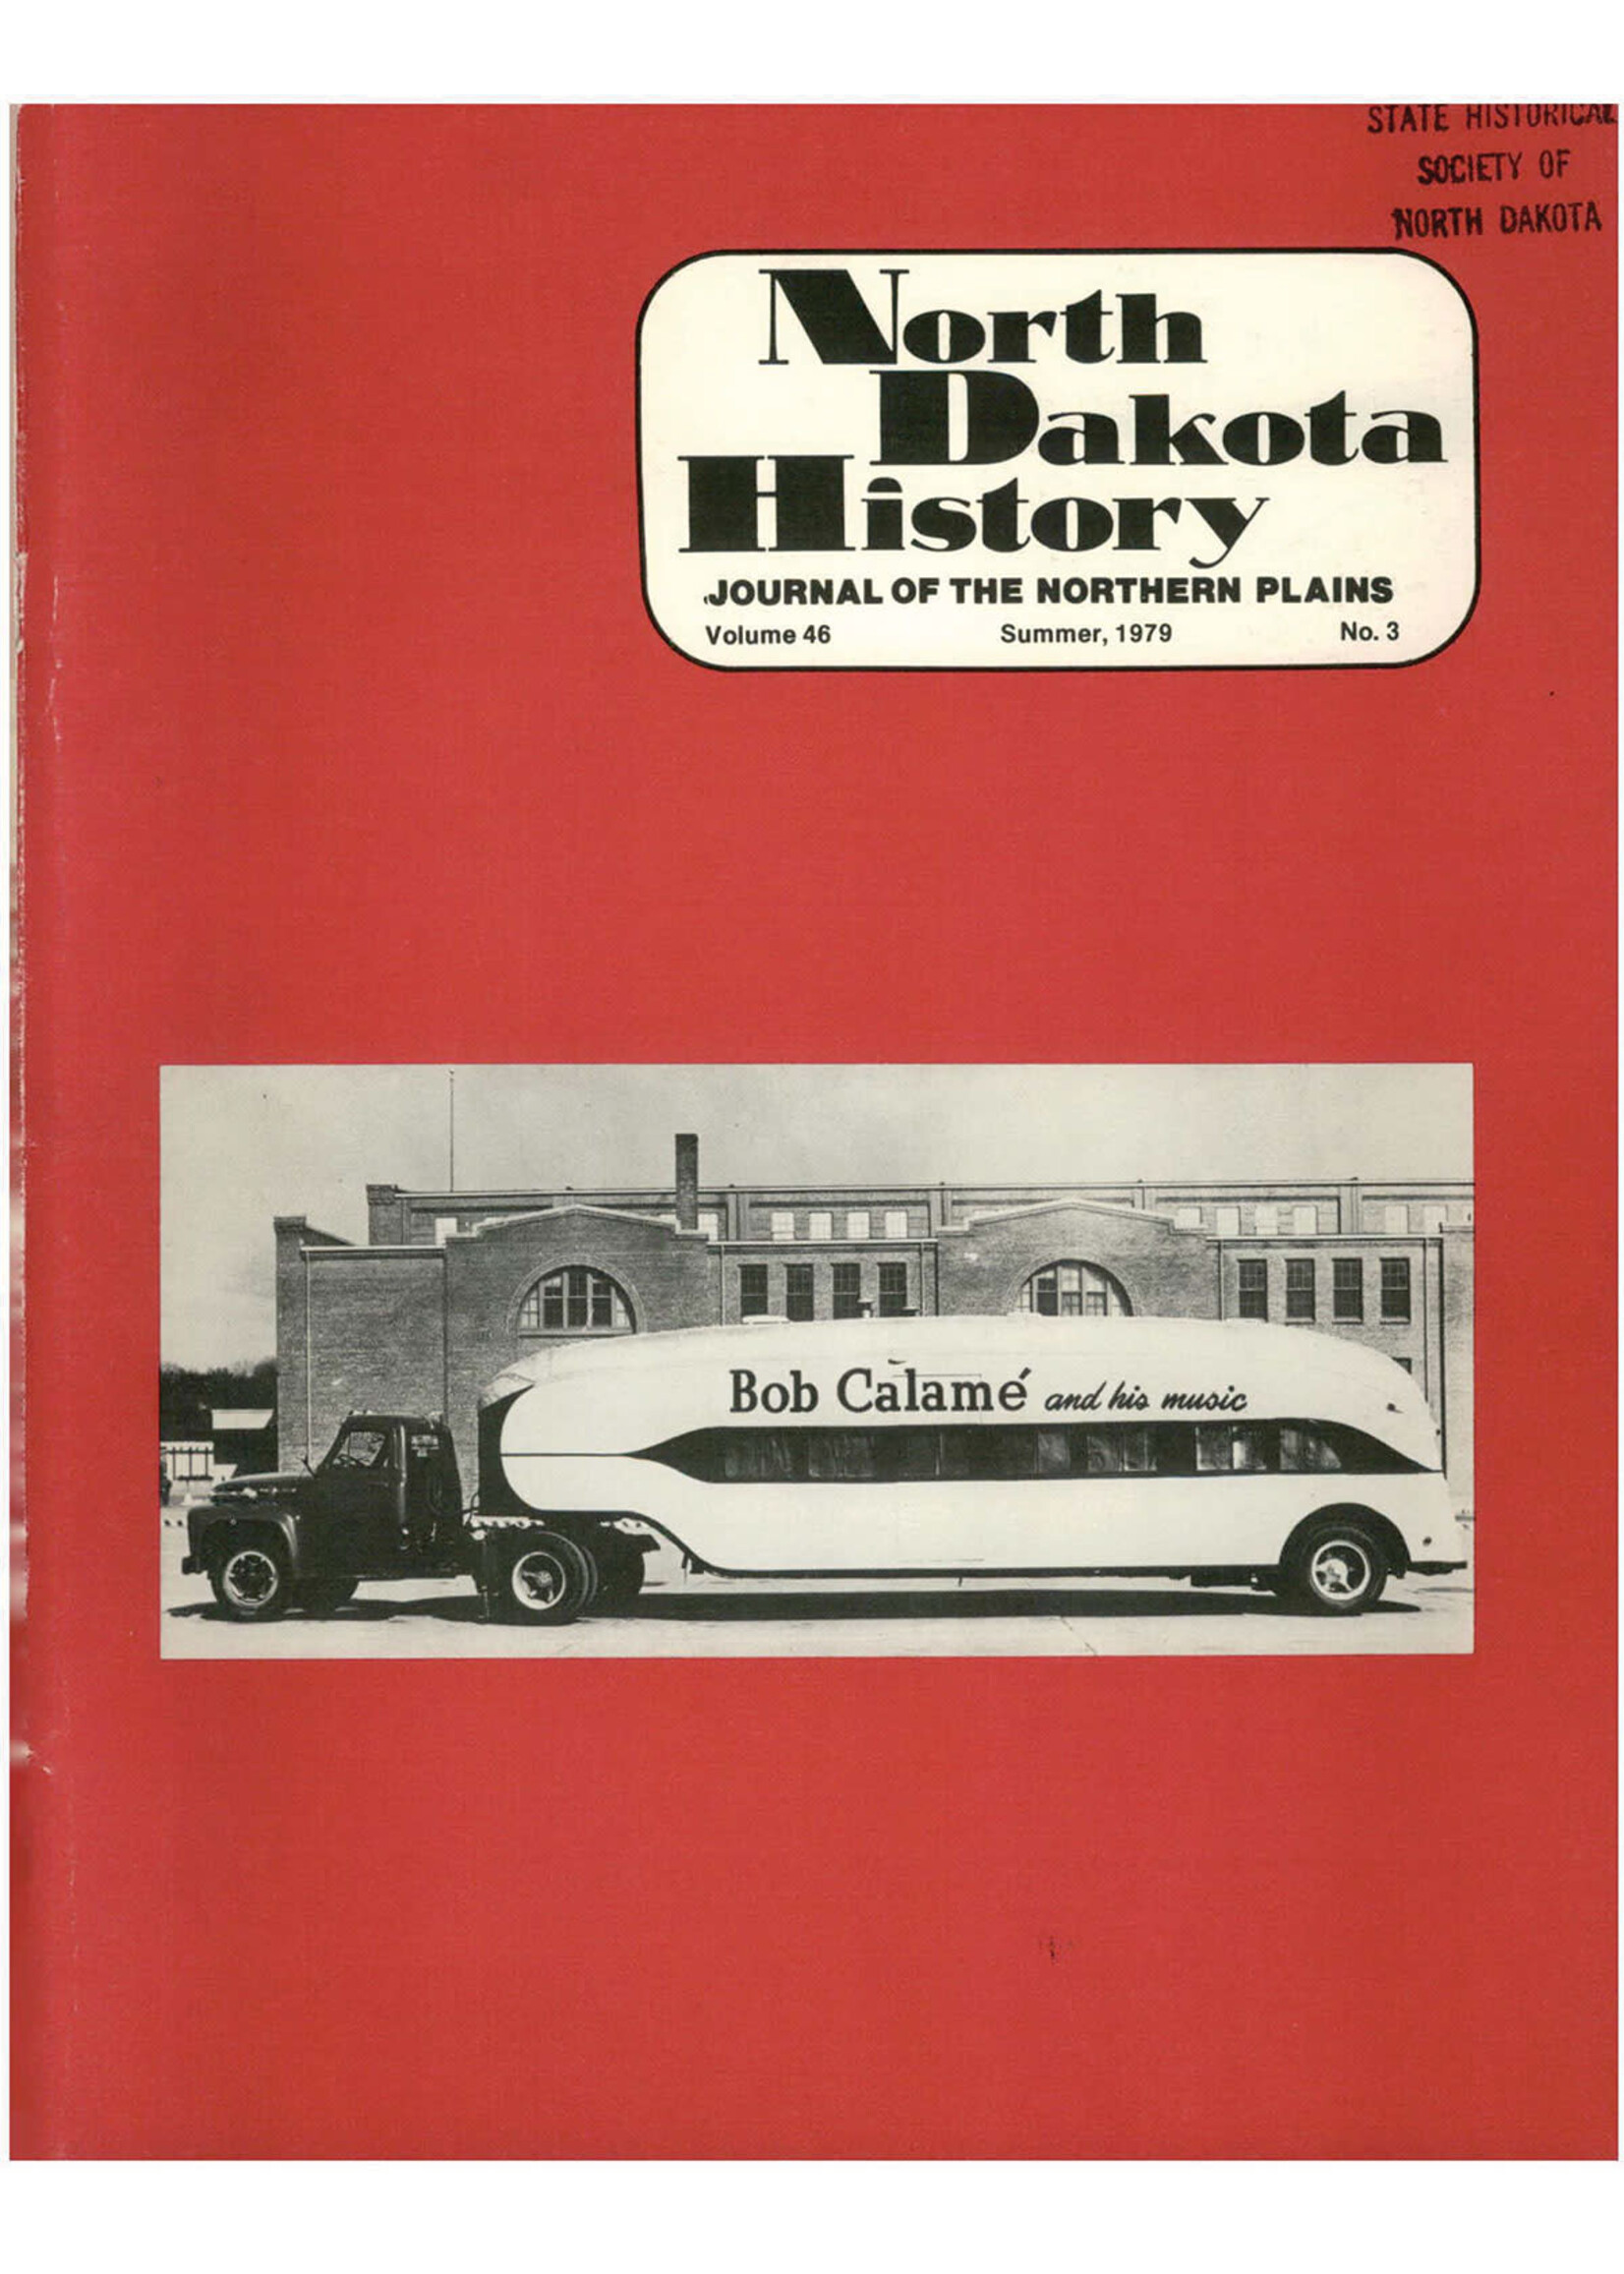 STATE HISTORICAL
SOCIETY OF
NORTH DAKOTA
North
Dakota
History
JOURNAL OF THE NORTHERN PLAINS
Volume 46 Summer, 1979 No. 3
Bob Calamé and his music